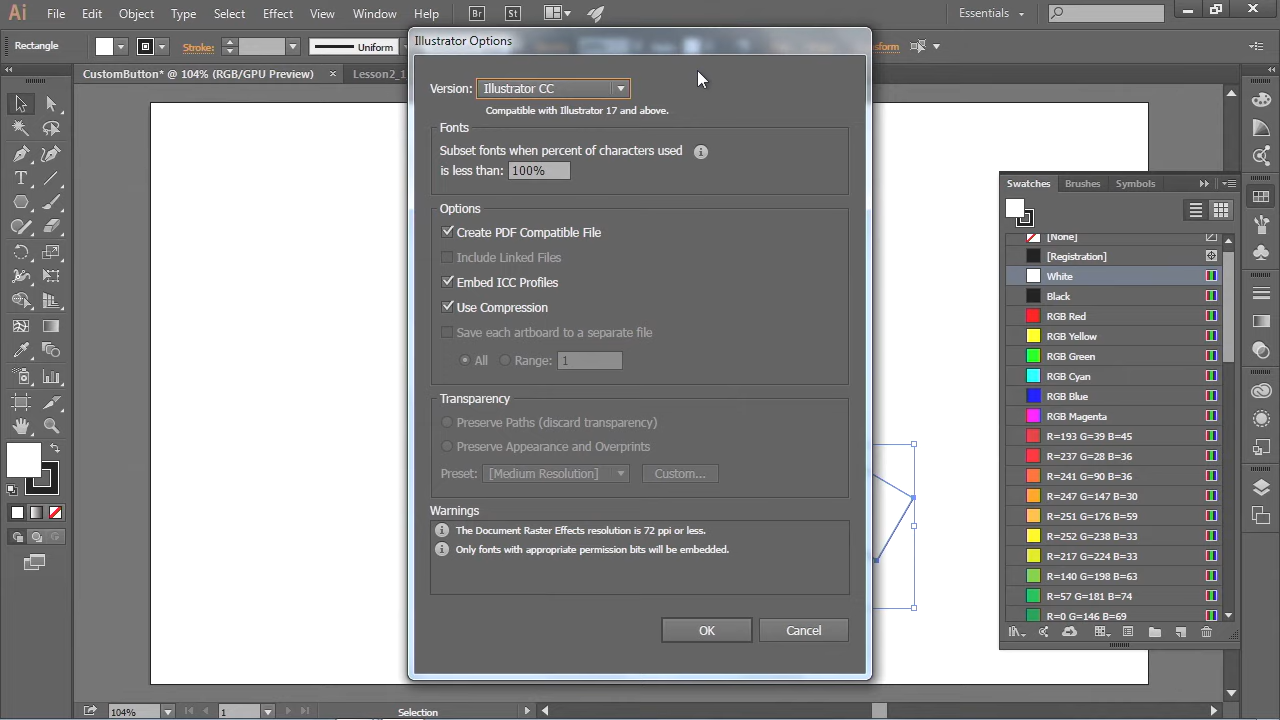 Ai File Edit Object Type Select Effect View Window Help Br St Essentials
Rectangle Stroke: Uniform
CustomButton* @ 104% (RGB/GPU Preview) × Lesson2_1
Illustrator Options
Version: Illustrator CC
Compatible with Illustrator 17 and above.
Fonts
Subset fonts when percent of characters used
is less than: 100%
Options
Create PDF Compatible File
Include Linked Files
Embed ICC Profiles
Use Compression
Save each artboard to a separate file
All Range: 1
Transparency
Preserve Paths (discard transparency)
Preserve Appearance and Overprints
Preset: [Medium Resolution] Custom...
Warnings
The Document Raster Effects resolution is 72 ppi or less.
Only fonts with appropriate permission bits will be embedded.
OK Cancel
Swatches Brushes Symbols
[None]
[Registration]
White
Black
RGB Red
RGB Yellow
RGB Green
RGB Cyan
RGB Blue
RGB Magenta
R=193 G=39 B=45
R=237 G=28 B=36
R=241 G=90 B=36
R=247 G=147 B=30
R=251 G=176 B=59
R=252 G=238 B=33
R=217 G=224 B=33
R=140 G=198 B=63
R=57 G=181 B=74
R=0 G=146 B=69
104% 1 Selection